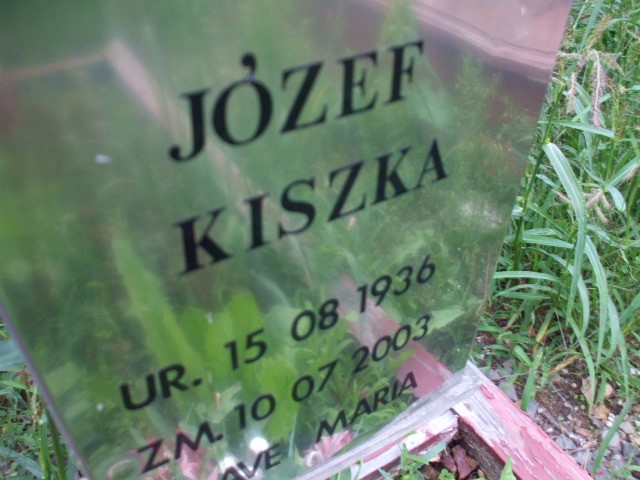 JÓZEF
KISZKA
UR. 15 08 1936
ZM. 10 07 2003
AVE MARIA